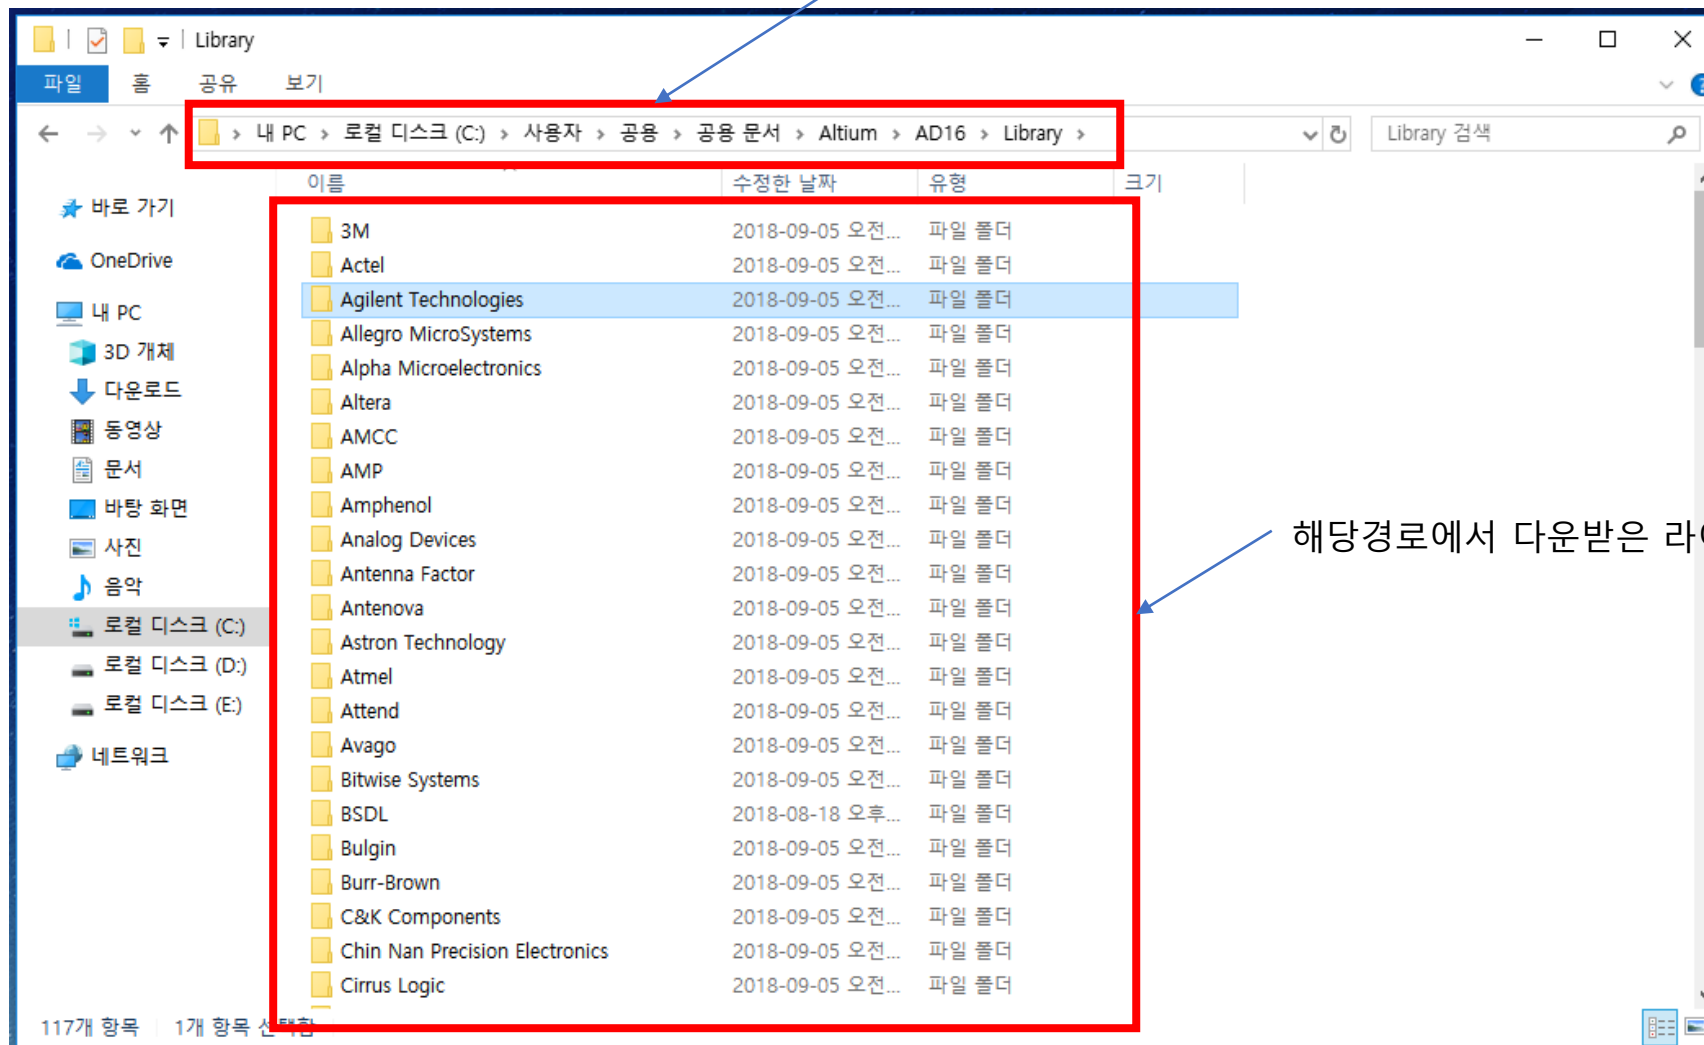 Library
파일 홈 공유 보기
내 PC 로컬 디스크 (C:) 사용자 공용 공용 문서 Altium AD16 Library
Library 검색
이름 수정한 날짜 유형 크기
바로 가기
OneDrive
내 PC
3D 개체
다운로드
동영상
문서
바탕 화면
사진
음악
로컬 디스크 (C:)
로컬 디스크 (D:)
로컬 디스크 (E:)
네트워크
3M 2018-09-05 오전... 파일 폴더
Actel 2018-09-05 오전... 파일 폴더
Agilent Technologies 2018-09-05 오전... 파일 폴더
Allegro MicroSystems 2018-09-05 오전... 파일 폴더
Alpha Microelectronics 2018-09-05 오전... 파일 폴더
Altera 2018-09-05 오전... 파일 폴더
AMCC 2018-09-05 오전... 파일 폴더
AMP 2018-09-05 오전... 파일 폴더
Amphenol 2018-09-05 오전... 파일 폴더
Analog Devices 2018-09-05 오전... 파일 폴더
Antenna Factor 2018-09-05 오전... 파일 폴더
Antenova 2018-09-05 오전... 파일 폴더
Astron Technology 2018-09-05 오전... 파일 폴더
Atmel 2018-09-05 오전... 파일 폴더
Attend 2018-09-05 오전... 파일 폴더
Avago 2018-09-05 오전... 파일 폴더
Bitwise Systems 2018-09-05 오전... 파일 폴더
BSDL 2018-08-18 오후... 파일 폴더
Bulgin 2018-09-05 오전... 파일 폴더
Burr-Brown 2018-09-05 오전... 파일 폴더
C&K Components 2018-09-05 오전... 파일 폴더
Chin Nan Precision Electronics 2018-09-05 오전... 파일 폴더
Cirrus Logic 2018-09-05 오전... 파일 폴더
해당경로에서 다운받은
117개 항목 1개 항목 선택함